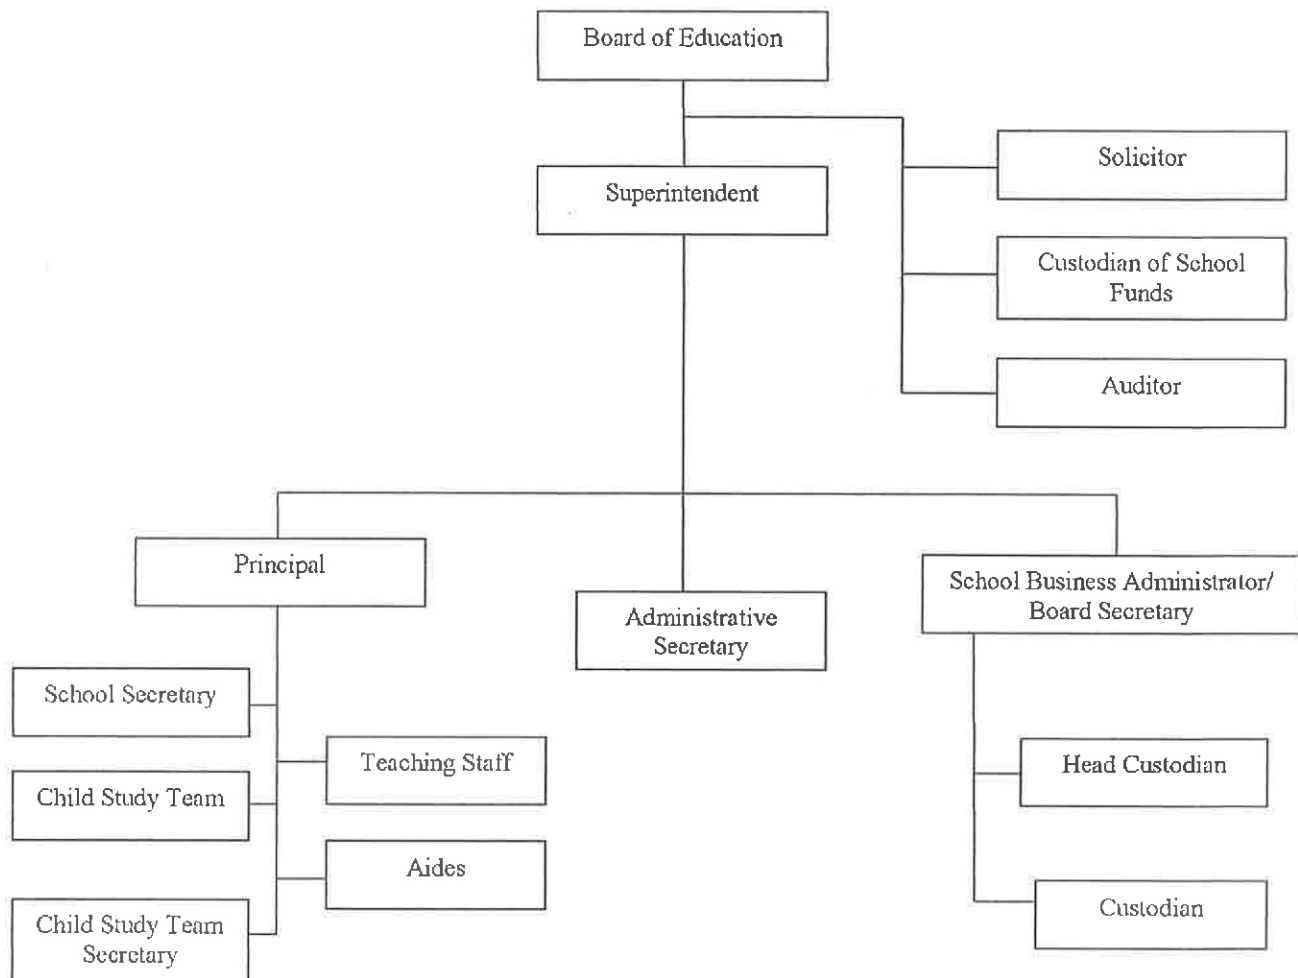 Board of Education
Superintendent
Solicitor
Custodian of School
Funds
Auditor
Principal
Administrative
Secretary
School Business Administrator/
Board Secretary
School Secretary
Child Study Team
Child Study Team
Secretary
Teaching Staff
Aides
Head Custodian
Custodian